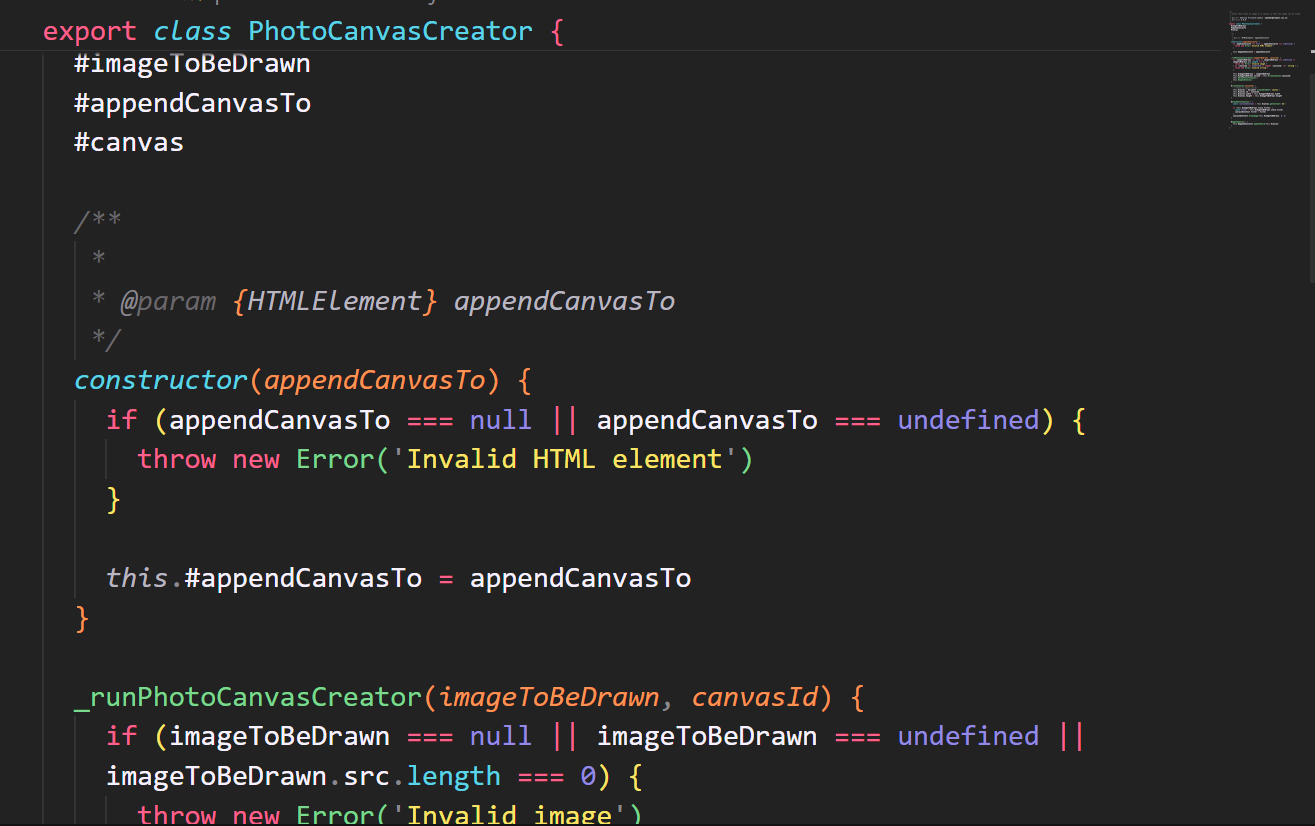 export class PhotoCanvasCreator {
#imageToBeDrawn
#appendCanvasTo
#canvas
/**
*
* @param {HTMLElement} appendCanvasTo
*/
constructor(appendCanvasTo) {
if (appendCanvasTo === null || appendCanvasTo === undefined) {
throw new Error('Invalid HTML element')
}
this.#appendCanvasTo = appendCanvasTo
}
_runPhotoCanvasCreator(imageToBeDrawn, canvasId) {
if (imageToBeDrawn === null || imageToBeDrawn === undefined ||
imageToBeDrawn.src.length === 0) {
throw new Error('Invalid image')